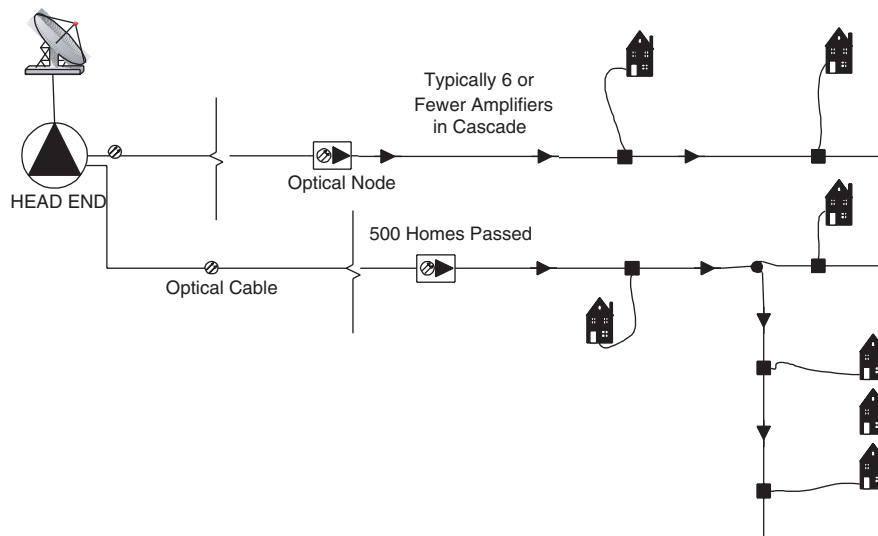 Typically 6 or
Fewer Amplifiers
in Cascade
Optical Node
HEAD END
500 Homes Passed
Optical Cable